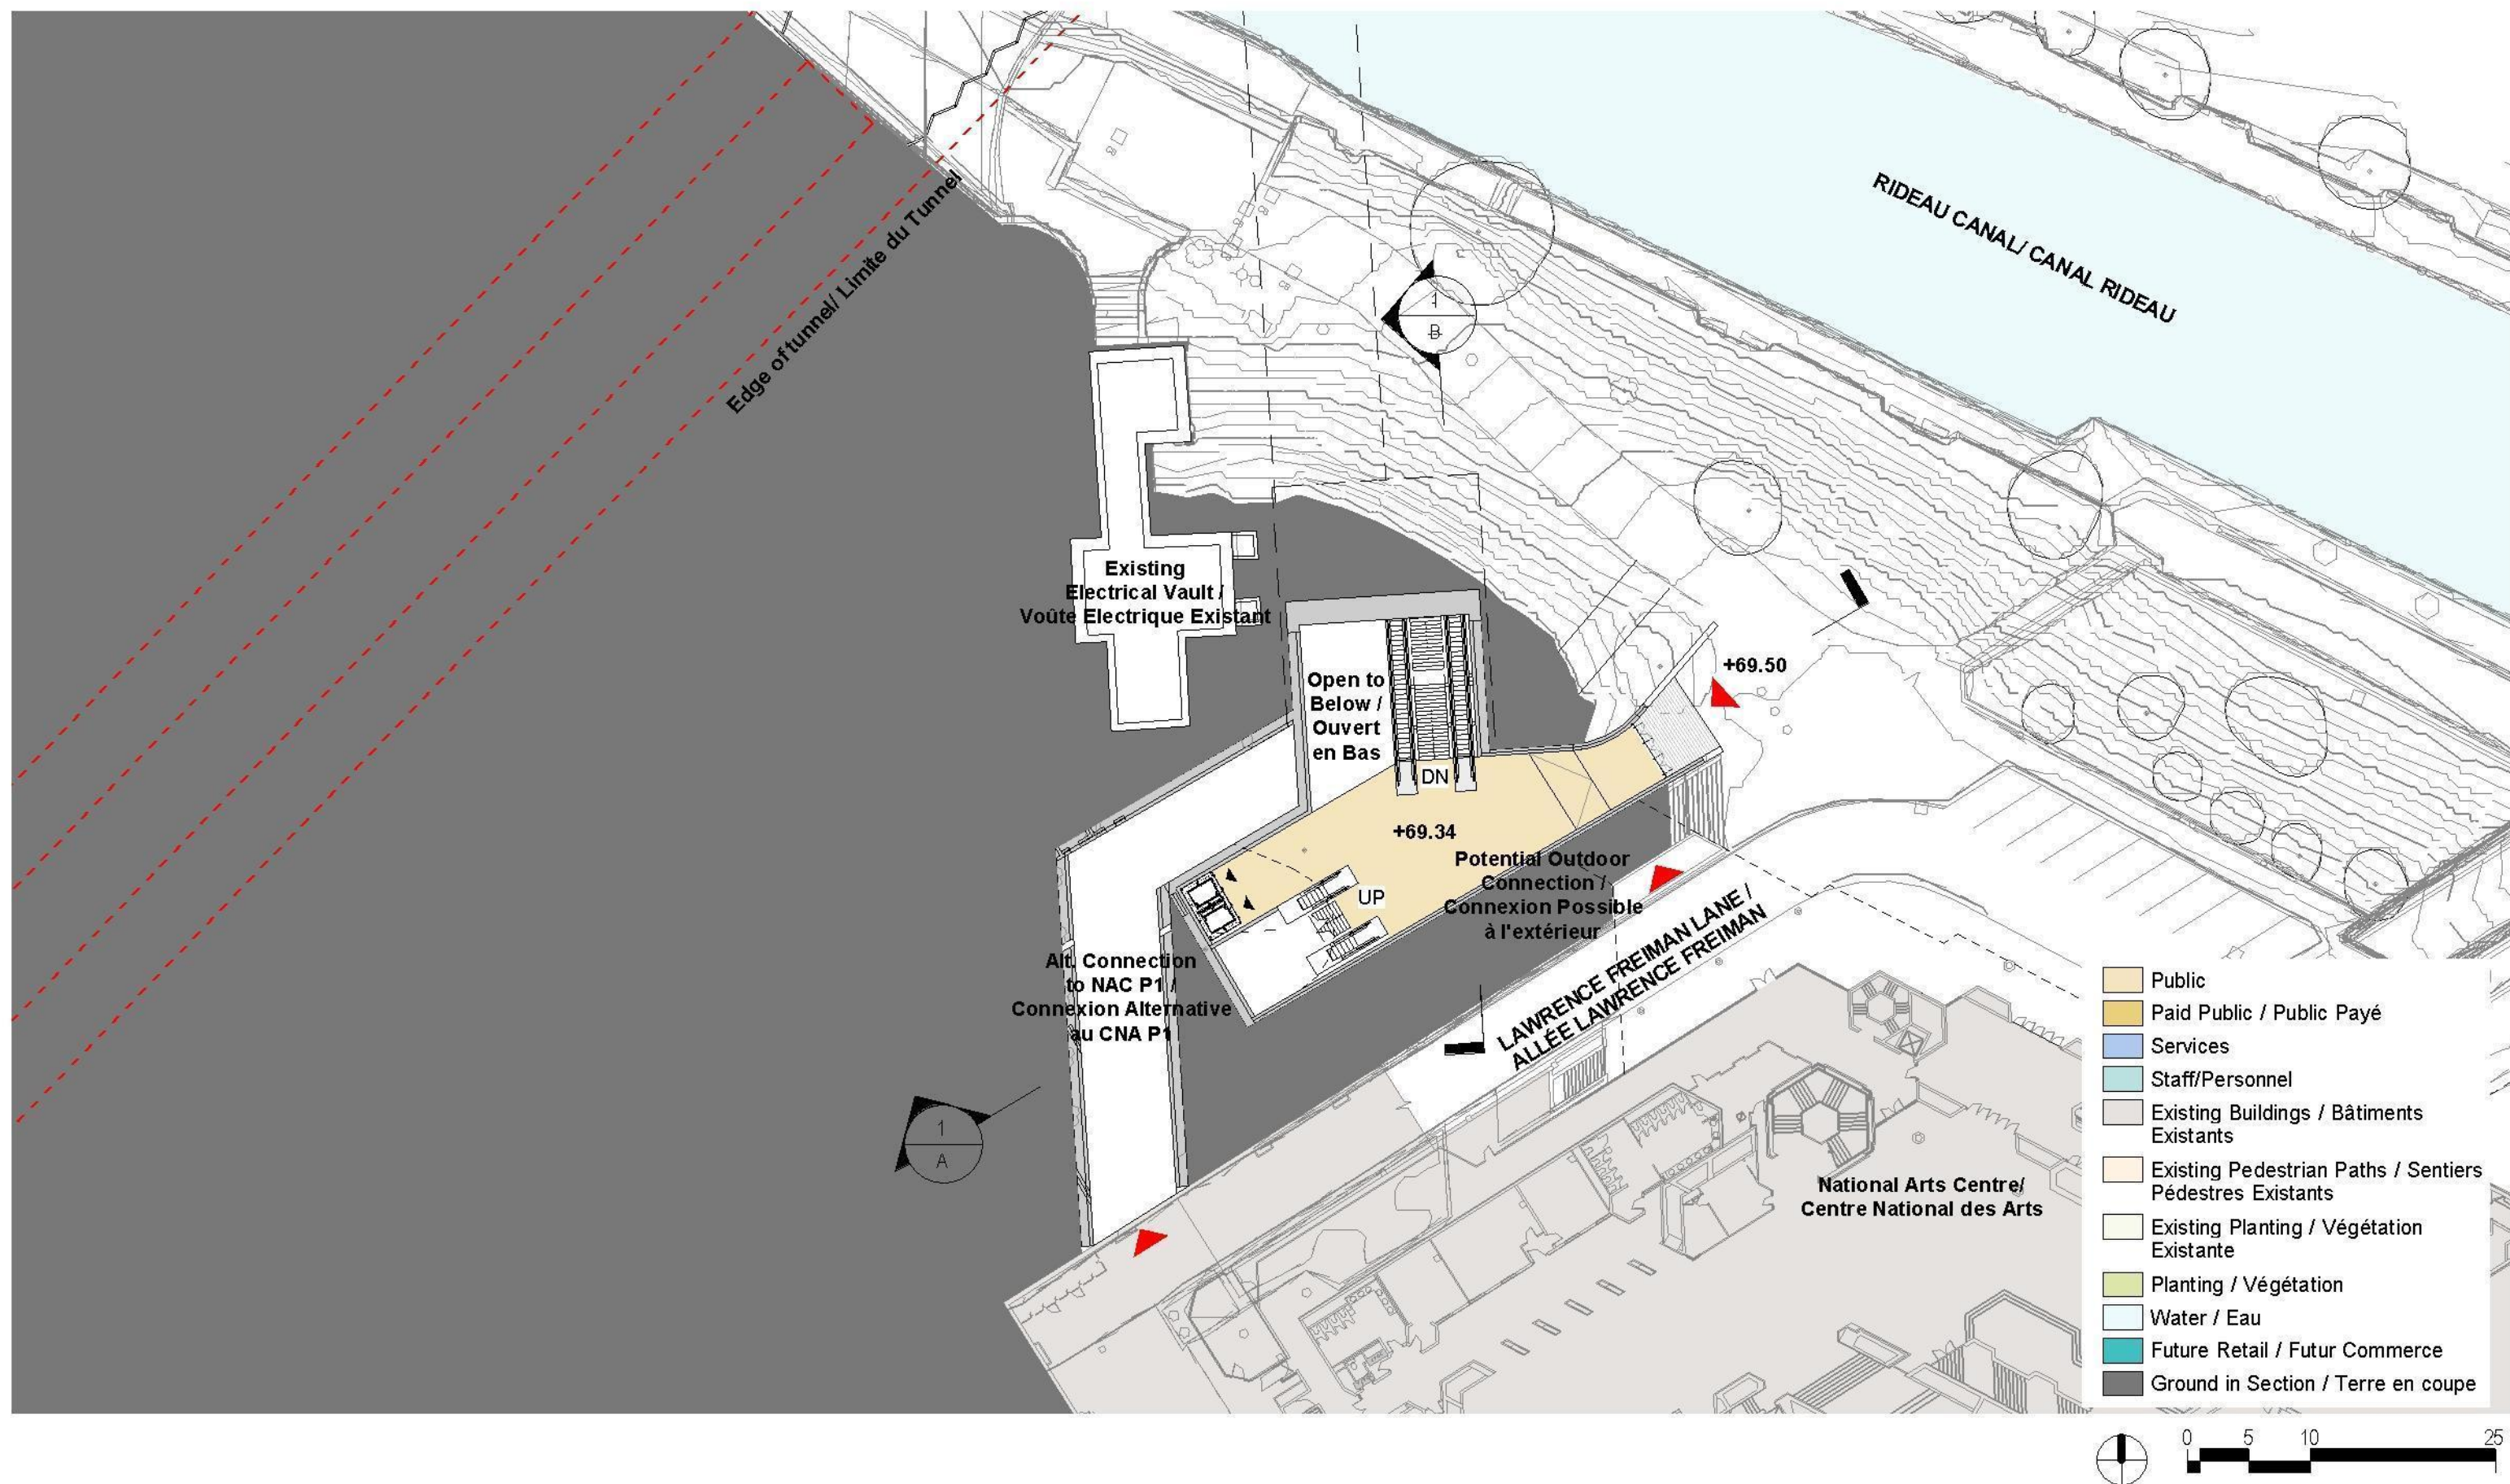 RIDEAU CANAL/ CANAL RIDEAU
Edge of tunnel/ Limite du Tunnel
1
B
Existing
Electrical Vault /
Voûte Electrique Existant
Open to
Below /
Ouvert
en Bas
DN
+69.50
+69.34
UP
Potential Outdoor
Connection /
Connexion Possible
à l'extérieur
Alt. Connection
to NAC P1 /
Connexion Alternative
au CNA P1
LAWRENCE FREIMAN LANE /
ALLÉE LAWRENCE FREIMAN
1
A
National Arts Centre/
Centre National des Arts
Public
Paid Public / Public Payé
Services
Staff/Personnel
Existing Buildings / Bâtiments
Existants
Existing Pedestrian Paths / Sentiers
Pédestres Existants
Existing Planting / Végétation
Existante
Planting / Végétation
Water / Eau
Future Retail / Futur Commerce
Ground in Section / Terre en coupe
0 5 10 25